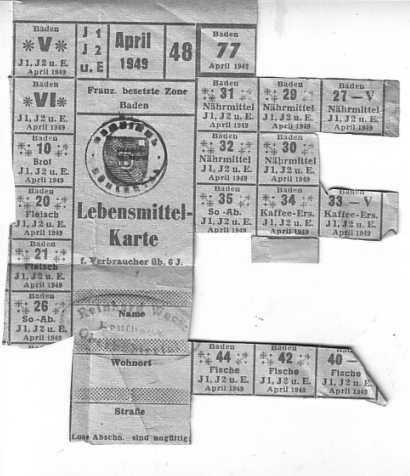 Baden
V
J1, J2 u. E.
April 1949
J 1
J 2
u. E
April
1949
48
Baden
77
April 1949
VI
J1, J2 u. E.
April 1949
Franz. besetzte Zone
Baden
Baden
31
Nährmittel
J1, J2 u. E.
April 1949
Baden
29
Nährmittel
J1, J2 u. E.
April 1949
Baden
27 – V
Nährmittel
J1, J2 u. E.
April 1949
Baden
10
Brot
J1, J2 u. E.
April 1949
Baden
32
Nährmittel
J1, J2 u. E.
April 1949
Baden
30
Nährmittel
J1, J2 u. E.
April 1949
Baden
20
Fleisch
J1, J2 u. E.
April 1949
Lebensmittel-
Karte
f. Verbraucher üb. 6 J.
Baden
35
So-Ab.
J1, J2 u. E.
April 1949
Baden
34
Kaffee-Ers.
J1, J2 u. E.
April 1949
33 – V
Kaffee-Ers.
J1, J2 u. E.
April 1949
Baden
21
Fleisch
J1, J2 u. E.
April 1949
Baden
26
So-Ab.
J1, J2 u. E.
April 1949
Name
Wohnort
Straße
Lose Abschn. sind ungültig
Baden
44
Fische
J1, J2 u. E.
April 1949
Baden
42
Fische
J1, J2 u. E.
April 1949
40
Fische
J1, J2 u. E.
April 1949